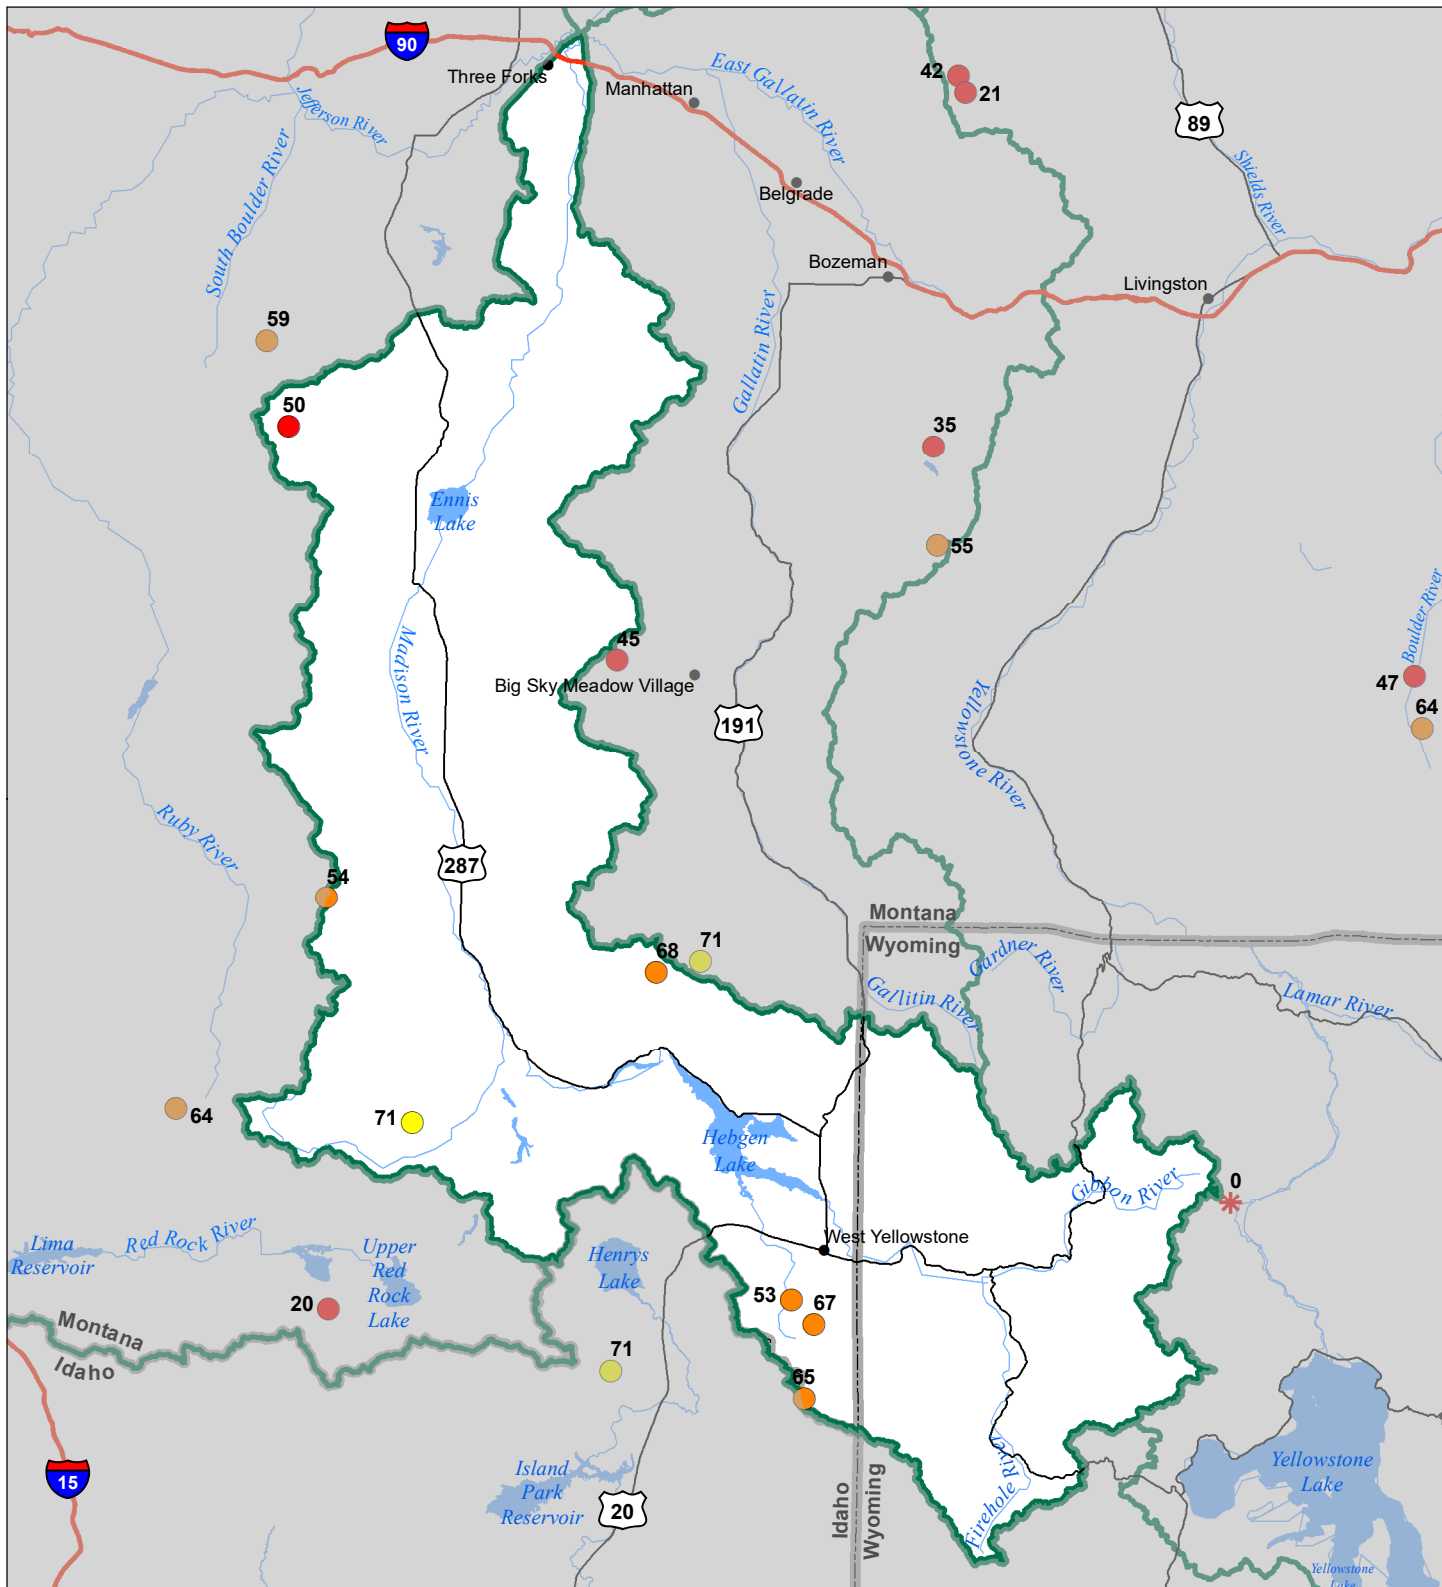 90
Three Forks
Manhattan
East Gallatin River
42
21
89
Jefferson River
South Boulder River
Shields River
Belgrade
Bozeman
Livingston
59
Gallatin River
50
35
Ennis
Lake
55
Boulder River
Madison River
45
Big Sky Meadow Village
47
64
191
Yellowstone River
Ruby River
287
54
Montana
Wyoming
68
71
Gardner River
Gallitin River
Lamar River
64
71
Hebgen
Lake
Gibbon River
0
Lima
Reservoir
Red Rock River
Upper
Red
Rock
Lake
Henrys
Lake
West Yellowstone
20
53
67
Montana
Idaho
71
65
15
Island
Park
Reservoir
20
Idaho
Wyoming
Firehole River
Yellowstone
Lake
Yellowstone
Lake